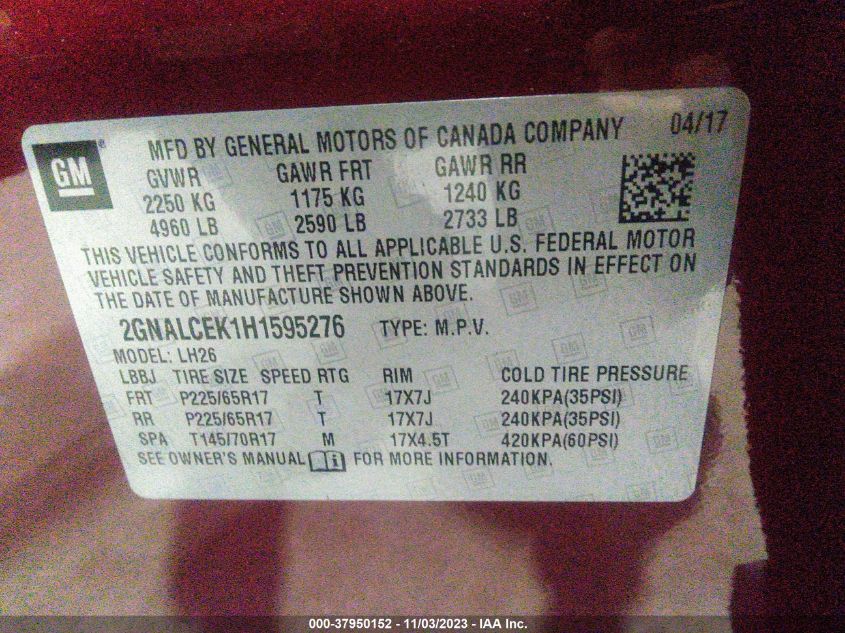 MFD BY GENERAL MOTORS OF CANADA COMPANY 04/17
GM
GVWR GAWR FRT GAWR RR
2250 KG 1175 KG 1240 KG
4960 LB 2590 LB 2733 LB
THIS VEHICLE CONFORMS TO ALL APPLICABLE U.S. FEDERAL MOTOR
VEHICLE SAFETY AND THEFT PREVENTION STANDARDS IN EFFECT ON
THE DATE OF MANUFACTURE SHOWN ABOVE.
2GNALCEK1H1595276 TYPE: M.P.V.
MODEL: LH26
LBBJ TIRE SIZE SPEED RTG RIM COLD TIRE PRESSURE
FRT P225/65R17 T 17X7J 240KPA(35PSI)
RR P225/65R17 T 17X7J 240KPA(35PSI)
SPA T145/70R17 M 17X4.5T 420KPA(60PSI)
SEE OWNER'S MANUAL i FOR MORE INFORMATION.
000-37950152 - 11/03/2023 - IAA Inc.